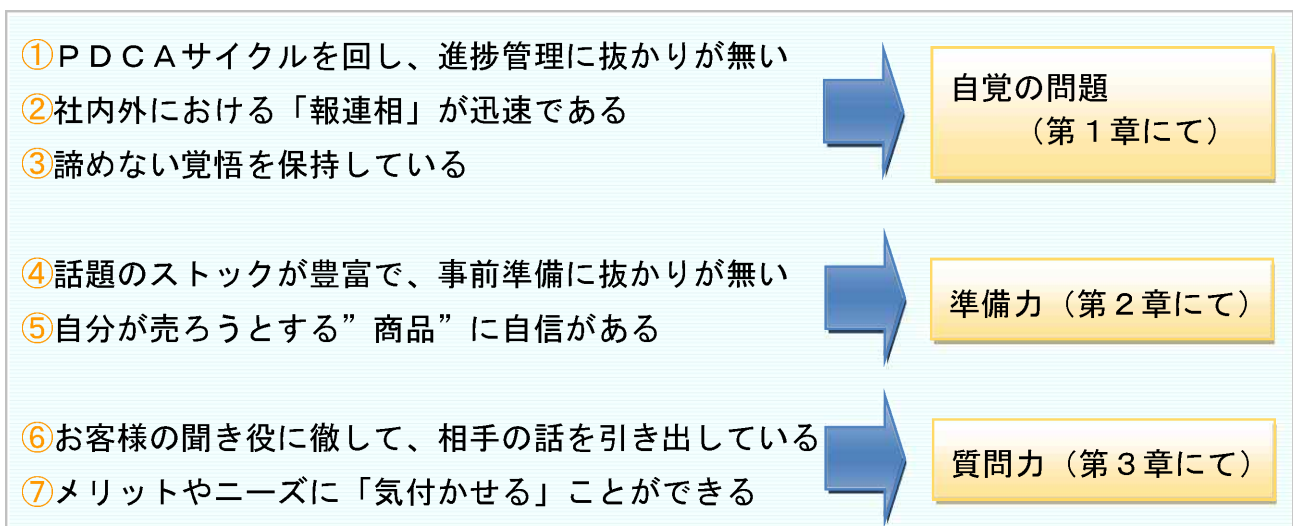 ①ＰＤＣＡサイクルを回し、進捗管理に抜かりが無い
②社内外における「報連相」が迅速である
③諦めない覚悟を保持している
自覚の問題
（第１章にて）
④話題のストックが豊富で、事前準備に抜かりが無い
⑤自分が売ろうとする”商品”に自信がある
準備力（第２章にて）
⑥お客様の聞き役に徹して、相手の話を引き出している
⑦メリットやニーズに「気付かせる」ことができる
質問力（第３章にて）